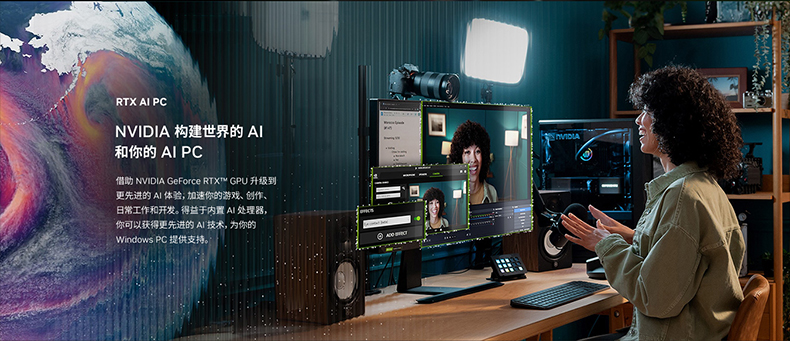 RTX AI PC
NVIDIA 构建世界的 AI
和你的 AI PC
借助 NVIDIA GeForce RTX™ GPU 升级到
更先进的 AI 体验，加速你的游戏、创作、
日常工作和开发。得益于内置 AI 处理器，
你可以获得更先进的 AI 技术，为你的
Windows PC 提供支持。
EFFECTS
ADD EFFECT
NVIDIA